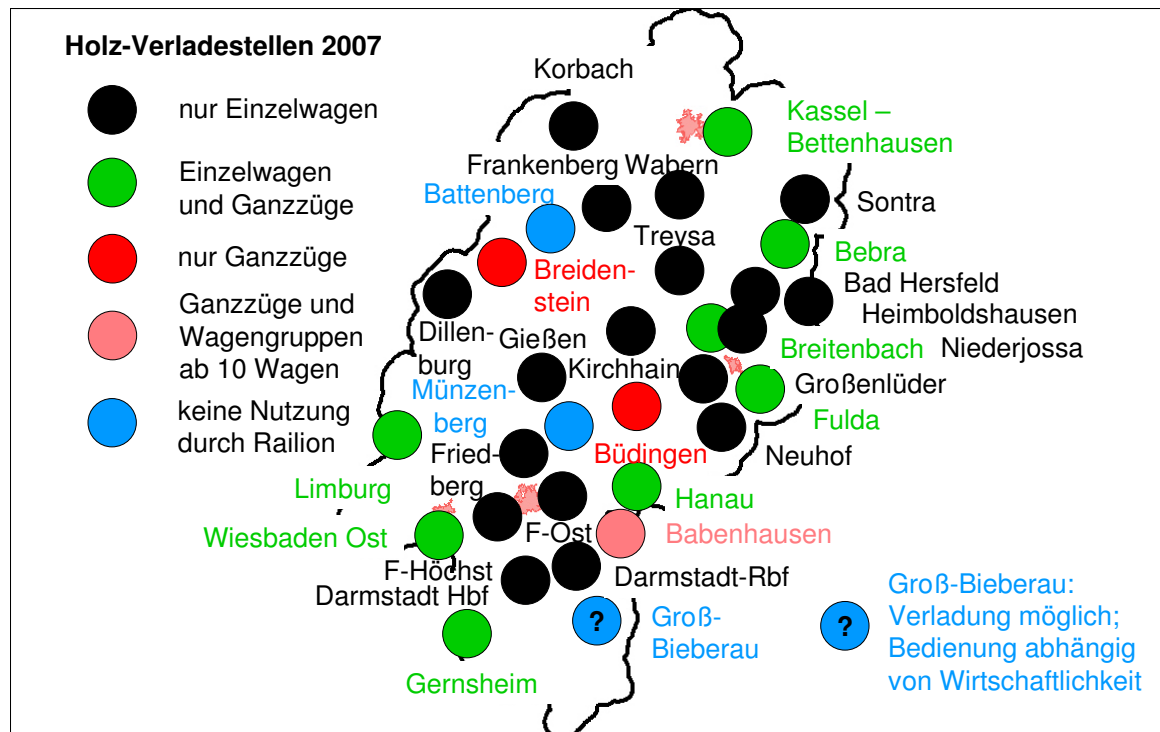 Holz-Verladestellen 2007
nur Einzelwagen
Einzelwagen
und Ganzzüge
nur Ganzzüge
Ganzzüge und
Wagengruppen
ab 10 Wagen
keine Nutzung
durch Railion
Korbach
Kassel –
Bettenhausen
Frankenberg
Wabern
Battenberg
Sontra
Treysa
Bebra
Breiden-
stein
Bad Hersfeld
Heimboldshausen
Dillen-
burg
Gießen
Kirchhain
Breitenbach
Niederjossa
Großenlüder
Münzen-
berg
Fulda
Büdingen
Neuhof
Fried-
berg
Limburg
Hanau
Wiesbaden Ost
F-Ost
Babenhausen
F-Höchst
Darmstadt Hbf
Darmstadt-Rbf
?
Groß-
Bieberau
Gernsheim
?
Groß-Bieberau:
Verladung möglich;
Bedienung abhängig
von Wirtschaftlichkeit